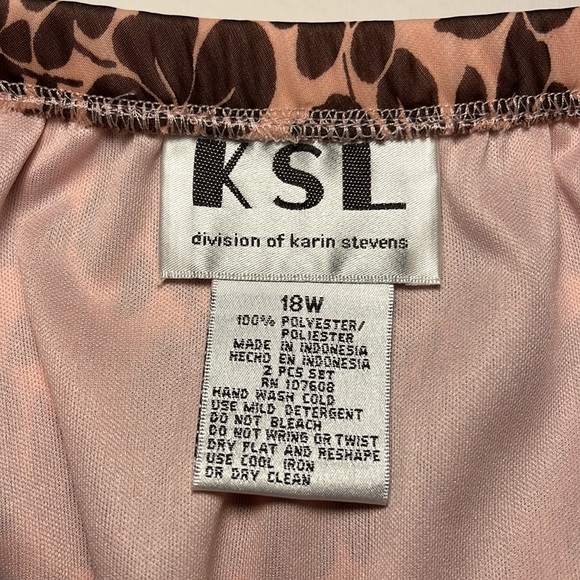 KSL
division of karin stevens
18W
100% POLYESTER/
POLIESTER
MADE IN INDONESIA
HECHO EN INDONESIA
2 PCS SET
RN 107608
HAND WASH COLD
USE MILD DETERGENT
DO NOT BLEACH
DO NOT WRING OR TWIST
DRY FLAT AND RESHAPE
USE COOL IRON
OR DRY CLEAN